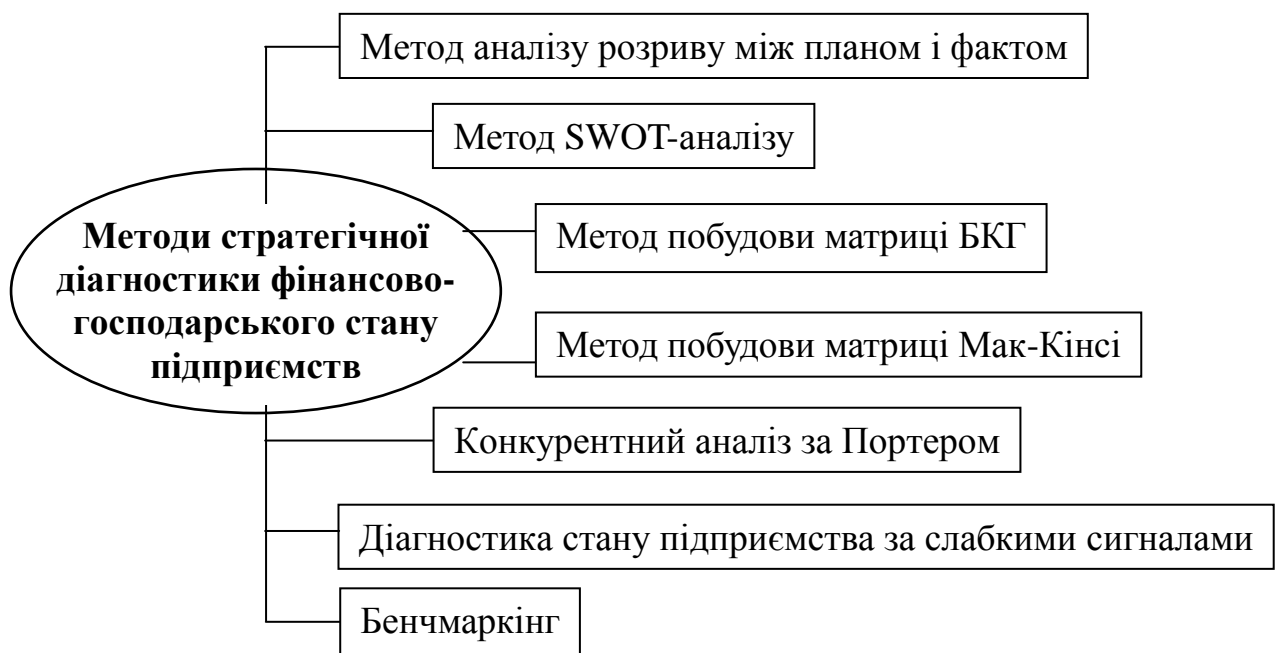 Метод аналізу розриву між планом і фактом
Метод SWOT-аналізу
Методи стратегічної
діагностики фінансово-
господарського стану
підприємств
Метод побудови матриці БКГ
Метод побудови матриці Мак-Кінсі
Конкурентний аналіз за Портером
Діагностика стану підприємства за слабкими сигналами
Бенчмаркінг